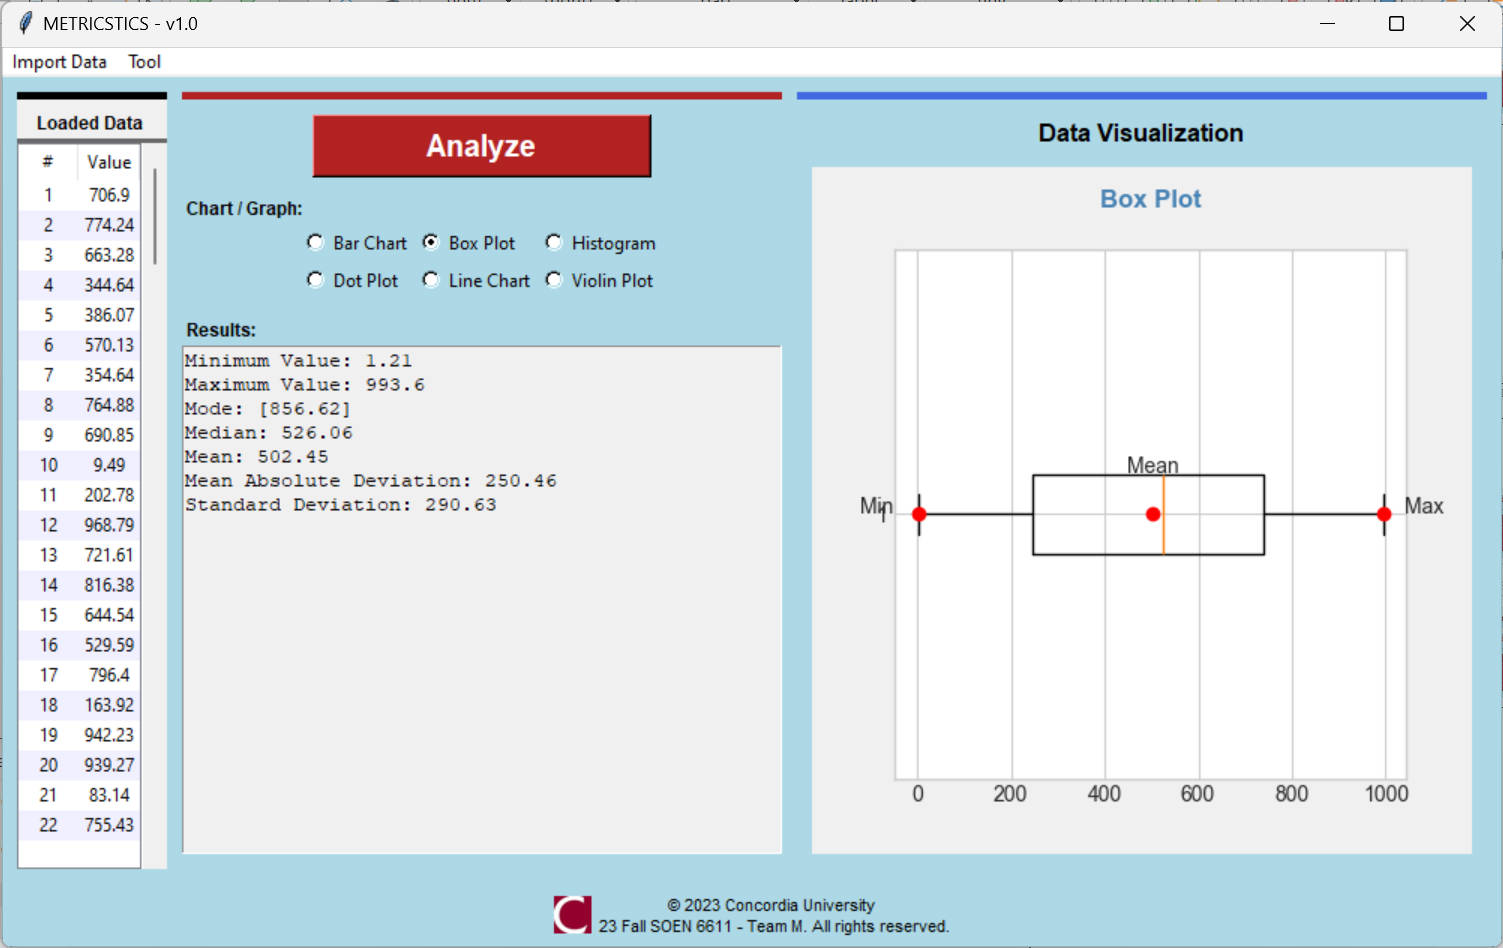 METRICSTICS - v1.0
Import Data Tool
Loaded Data
# Value
1 706.9
2 774.24
3 663.28
4 344.64
5 386.07
6 570.13
7 354.64
8 764.88
9 690.85
10 9.49
11 202.78
12 968.79
13 721.61
14 816.38
15 644.54
16 529.59
17 796.4
18 163.92
19 942.23
20 939.27
21 83.14
22 755.43
Analyze
Chart / Graph:
Bar Chart Box Plot Histogram
Dot Plot Line Chart Violin Plot
Results:
Minimum Value: 1.21
Maximum Value: 993.6
Mode: [856.62]
Median: 526.06
Mean: 502.45
Mean Absolute Deviation: 250.46
Standard Deviation: 290.63
Data Visualization
Box Plot
Mean
Min Max
0 200 400 600 800 1000
© 2023 Concordia University
23 Fall SOEN 6611 - Team M. All rights reserved.